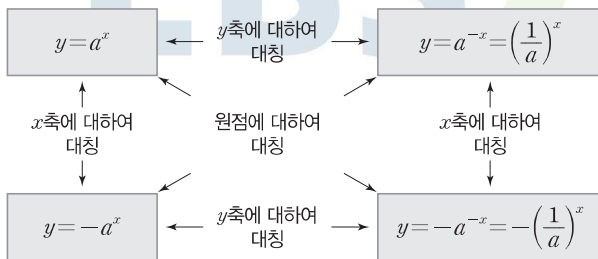 y=a^x
y축에 대하여
대칭
y=a^{-x}=(1/a)^x
x축에 대하여
대칭
원점에 대하여
대칭
x축에 대하여
대칭
y=-a^x
y축에 대하여
대칭
y=-a^{-x}=-(1/a)^x